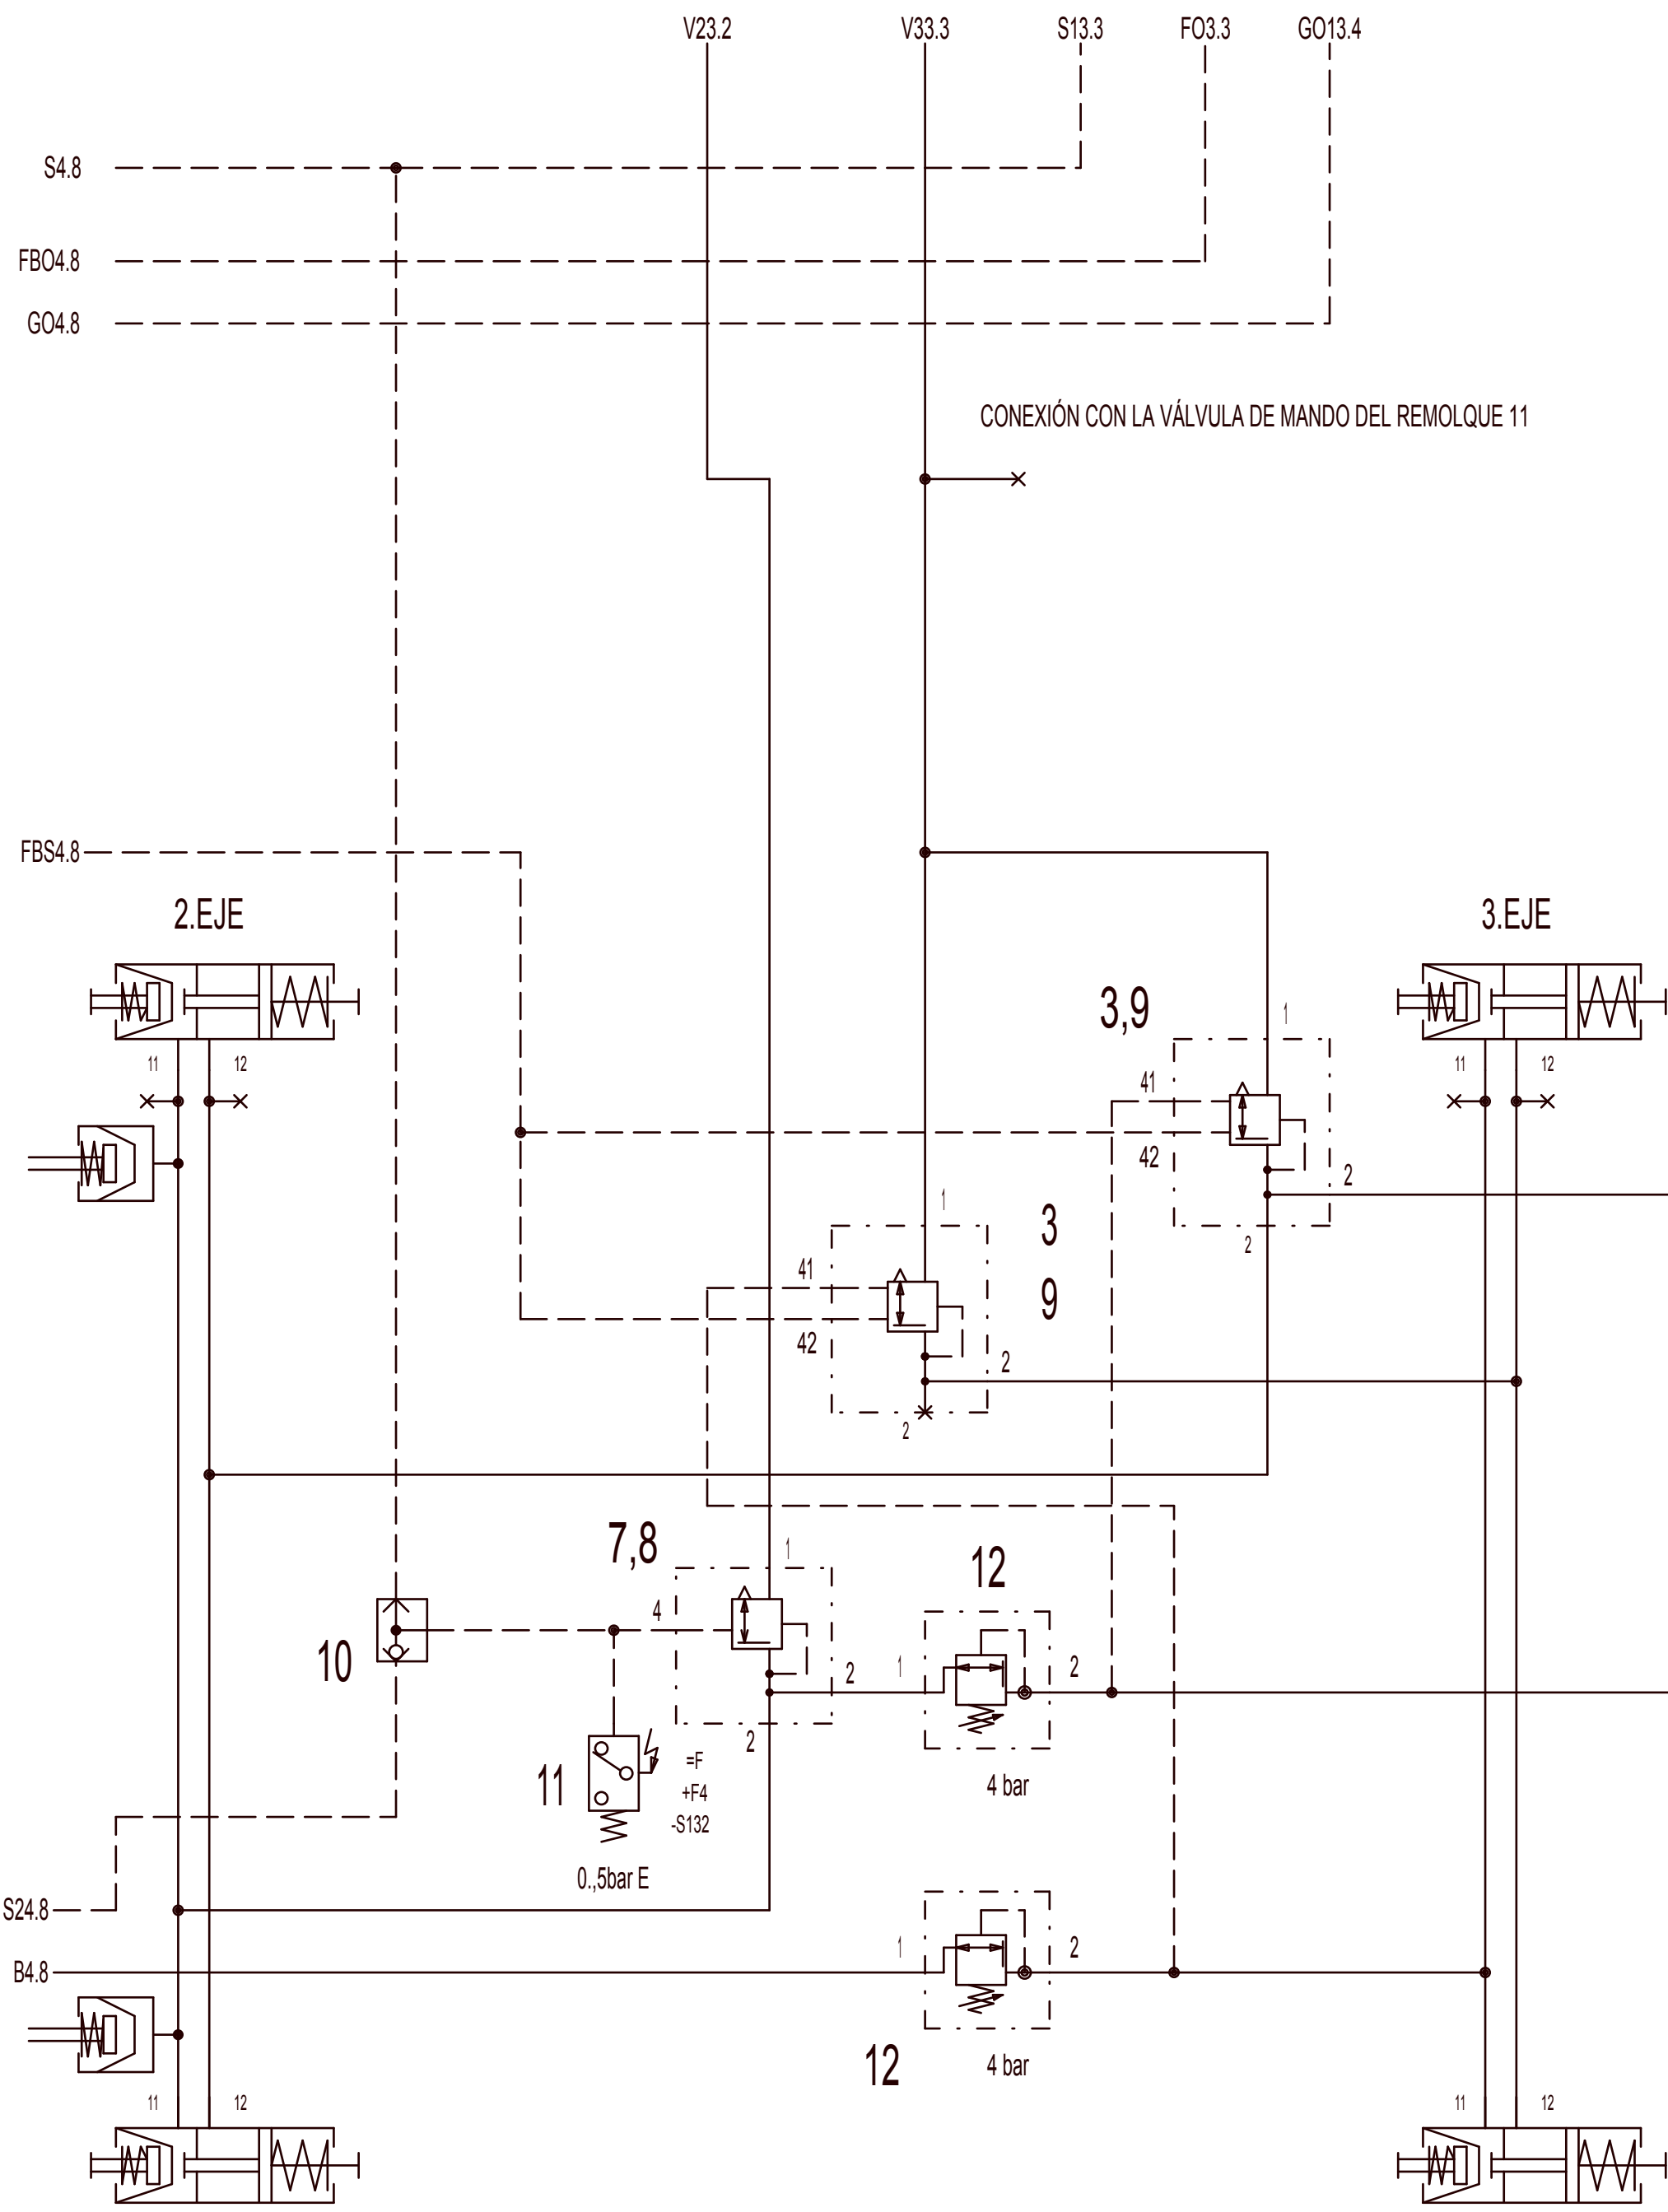 V23.2
V33.3
S13.3
FO3.3
GO13.4
S4.8
FBO4.8
GO4.8
CONEXIÓN CON LA VÁLVULA DE MANDO DEL REMOLQUE 11
FBS4.8
2.EJE
3.EJE
3,9
1
11
12
41
11
12
42
2
1
3
2
41
9
42
2
2
7,8
1
12
4
10
1
2
2
2
11
=F
+F4
-S132
4 bar
0.,5bar E
S24.8
1
2
B4.8
12
4 bar
11
12
11
12